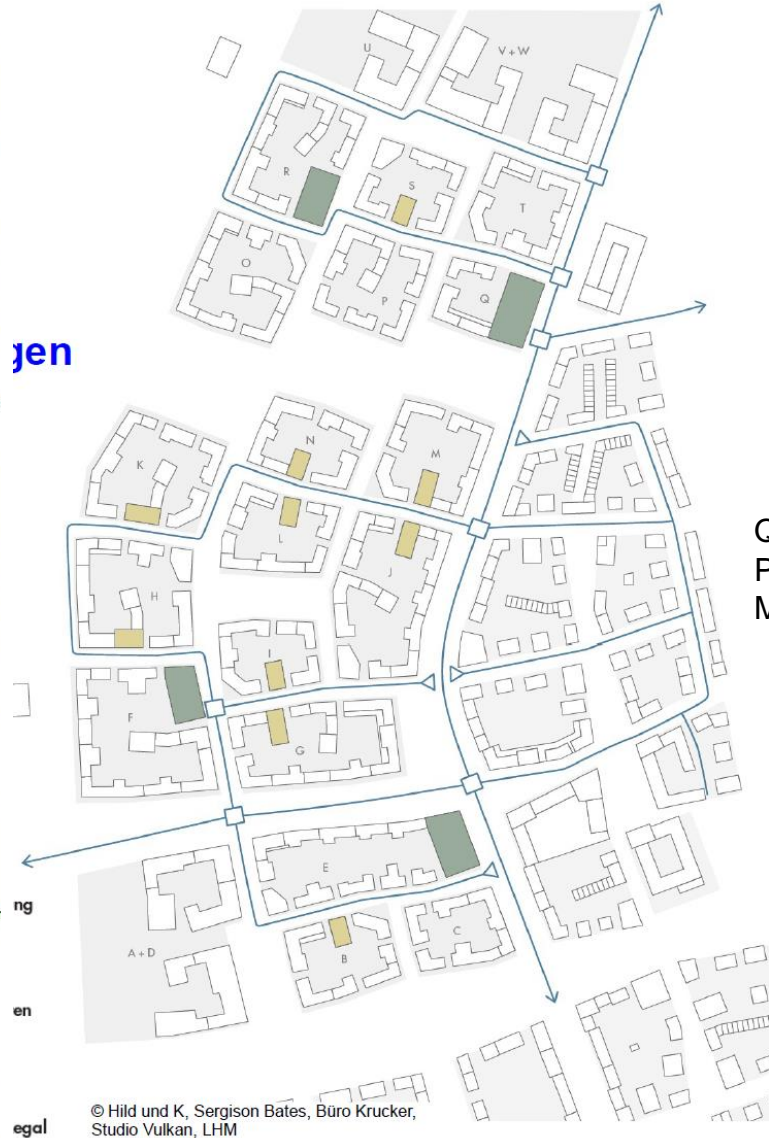 U
V + W
R
S
T
O
P
Q
gen
K
N
M
L
J
H
I
F
G
E
ng
A + D
B
C
en
egal
© Hild und K, Sergison Bates, Büro Krucker,
Studio Vulkan, LHM